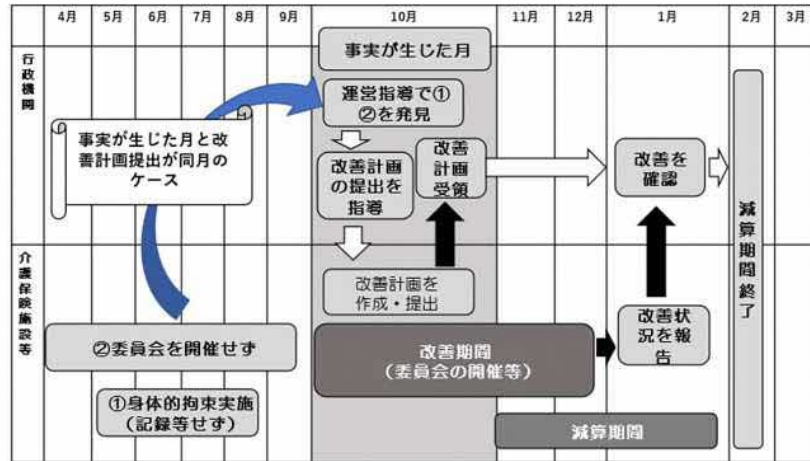 4月 5月 6月 7月 8月 9月 10月 11月 12月 1月 2月 3月
行政機関
事実が生じた月
運営指導で①
②を発見
事実が生じた月と改
善計画提出が同月の
ケース
改善計画
の提出を
指導
改善
計画
受領
改善を
確認
減算期間終了
介護保険施設等
改善計画を
作成・提出
②委員会を開催せず
改善期間
(委員会の開催等)
改善状
況を報
告
①身体的拘束実施
(記録等せず)
減算期間